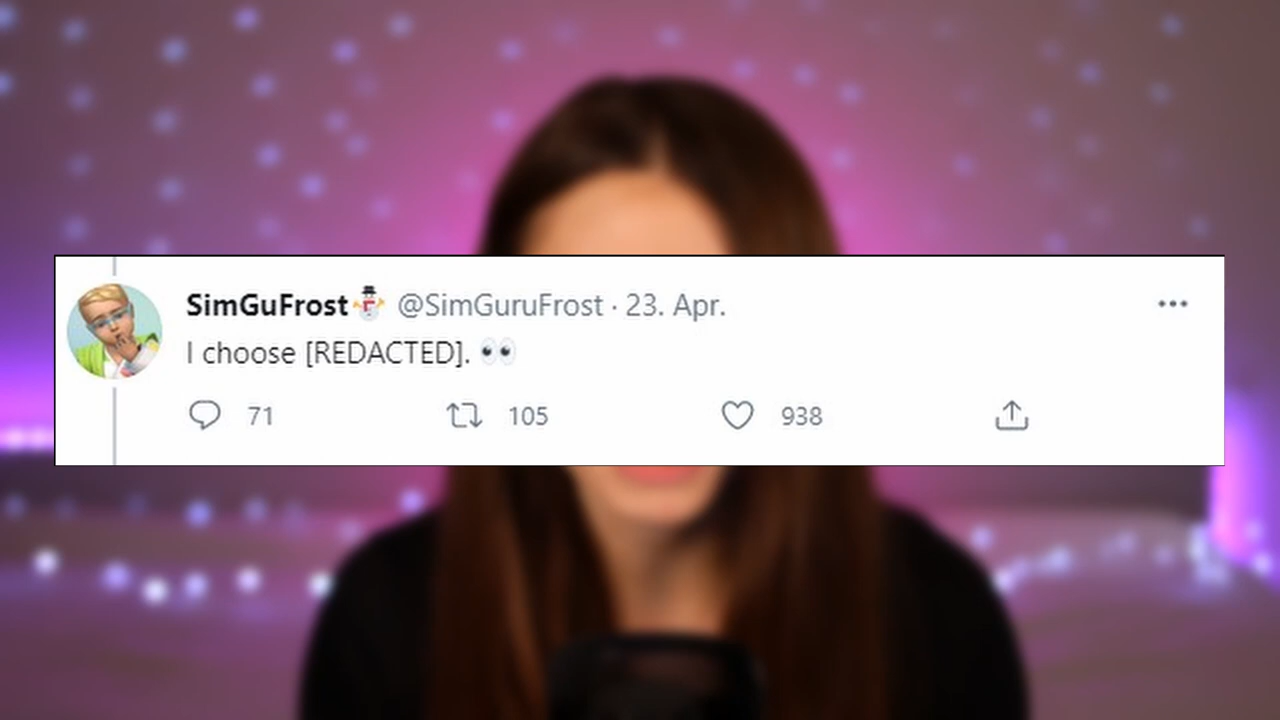 SimGuFrost @SimGuruFrost · 23. Apr.
I choose [REDACTED]. 👀
71 105 938